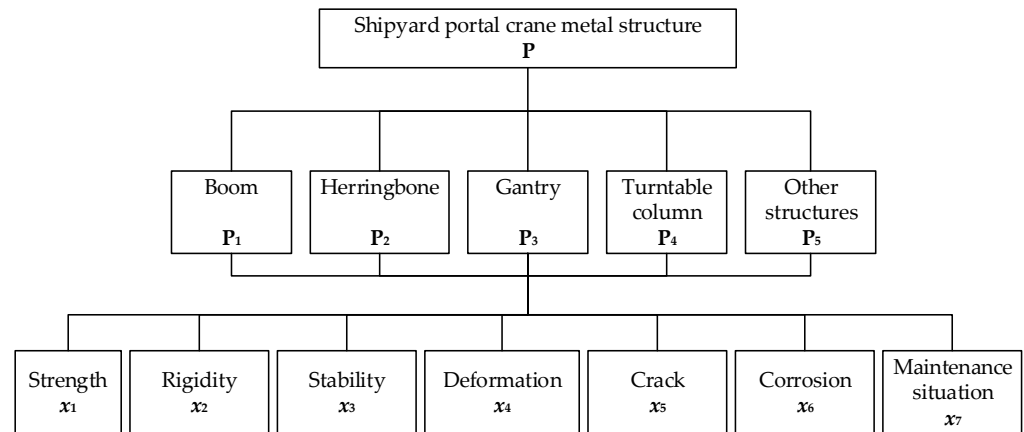 Shipyard portal crane metal structure
P
Boom
P1
Herringbone
P2
Gantry
P3
Turntable
column
P4
Other
structures
P5
Strength
x1
Rigidity
x2
Stability
x3
Deformation
x4
Crack
x5
Corrosion
x6
Maintenance
situation
x7